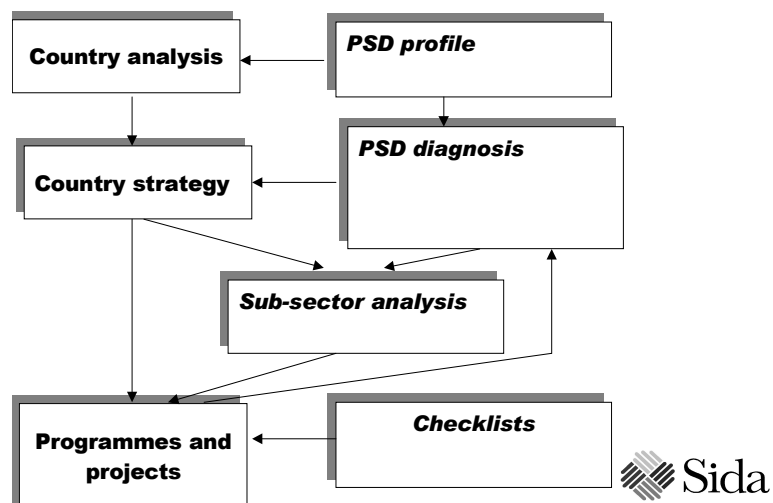 Country analysis
PSD profile
Country strategy
PSD diagnosis
Sub-sector analysis
Programmes and
projects
Checklists
Sida